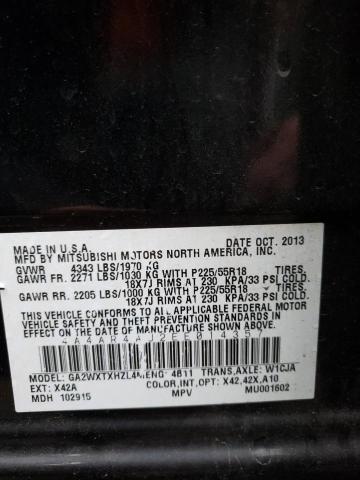 MADE IN U.S.A. DATE OCT. 2013
MFD BY MITSUBISHI MOTORS NORTH AMERICA, INC.
GVWR 4343 LBS/1970 KG
GAWR FR. 2271 LBS/1030 KG WITH P225/55R18 TIRES,
18X7J RIMS AT 230 KPA/33 PSI COLD.
GAWR RR. 2205 LBS/1000 KG WITH P225/55R18 TIRES,
18X7J RIMS AT 230 KPA/33 PSI COLD.
THIS VEHICLE CONFORMS TO ALL APPLICABLE FEDERAL
MOTOR VEHICLE SAFETY AND THEFT PREVENTION STANDARDS IN
EFFECT ON THE DATE OF MANUFACTURE SHOWN ABOVE.
4A4AR4AJ2EE014357
MODEL: GA2WXTXHZL4M ENG: 4B11 TRANS,AXLE: W1CJA
EXT: X42A COLOR,INT,OPT: X42,42X,A10
MDH 102915 MPV MU001602